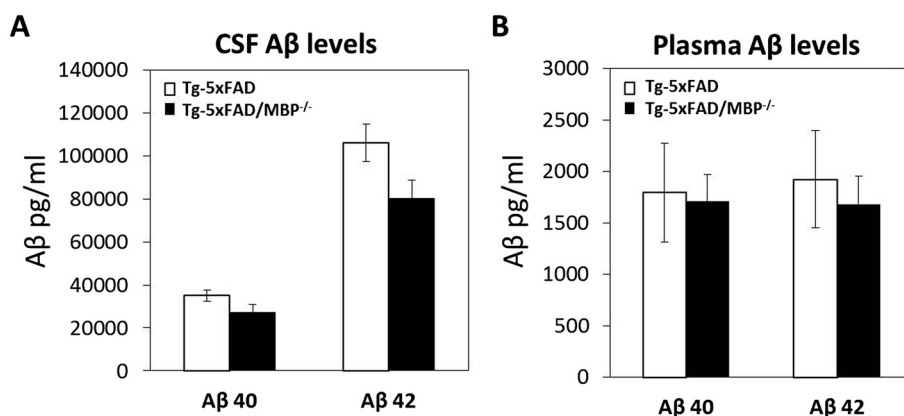 A
CSF Aβ levels
Aβ pg/ml
140000
120000
100000
80000
60000
40000
20000
0
Tg-5xFAD
Tg-5xFAD/MBP⁻/⁻
Aβ 40
Aβ 42
B
Plasma Aβ levels
Aβ pg/ml
3000
2500
2000
1500
1000
500
0
Tg-5xFAD
Tg-5xFAD/MBP⁻/⁻
Aβ 40
Aβ 42